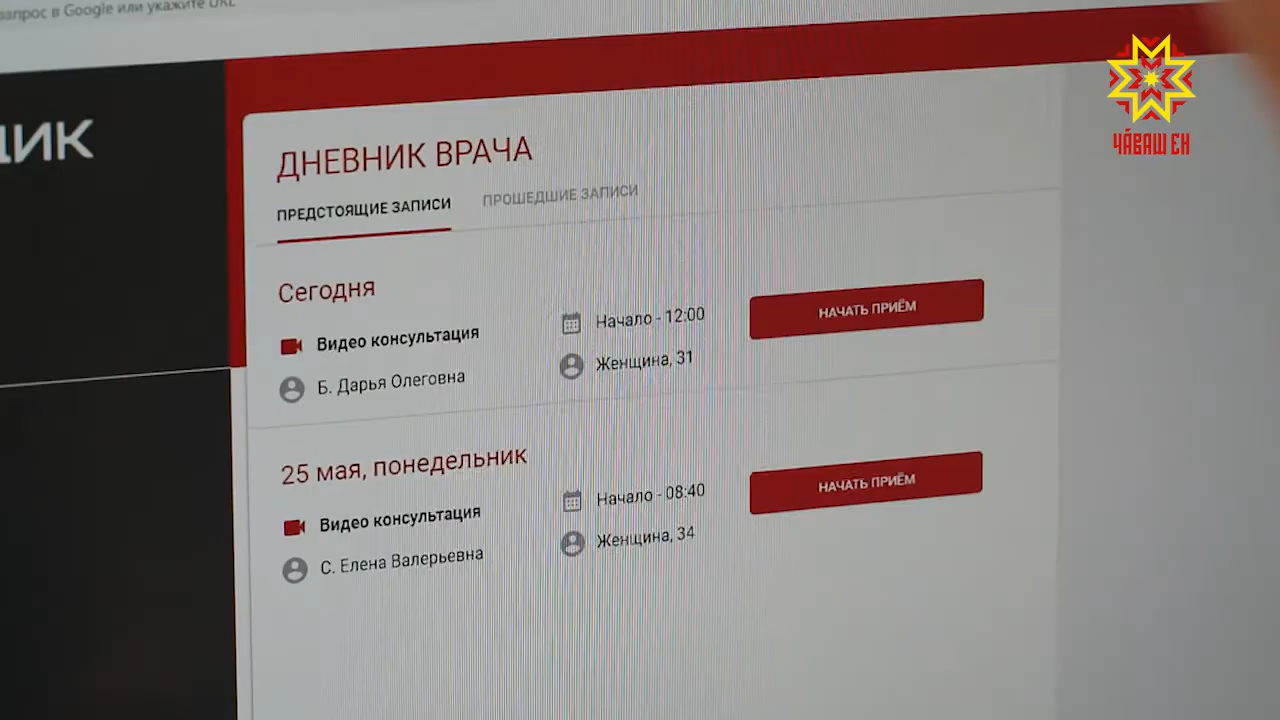 запрос в Google или укажите URL
ДНЕВНИК ВРАЧА
ПРЕДСТОЯЩИЕ ЗАПИСИ
ПРОШЕДШИЕ ЗАПИСИ
Сегодня
Видео консультация
Начало - 12:00
НАЧАТЬ ПРИЁМ
Б. Дарья Олеговна
Женщина, 31
25 мая, понедельник
Видео консультация
Начало - 08:40
НАЧАТЬ ПРИЁМ
С. Елена Валерьевна
Женщина, 34
ЧӐВАШ ЕН